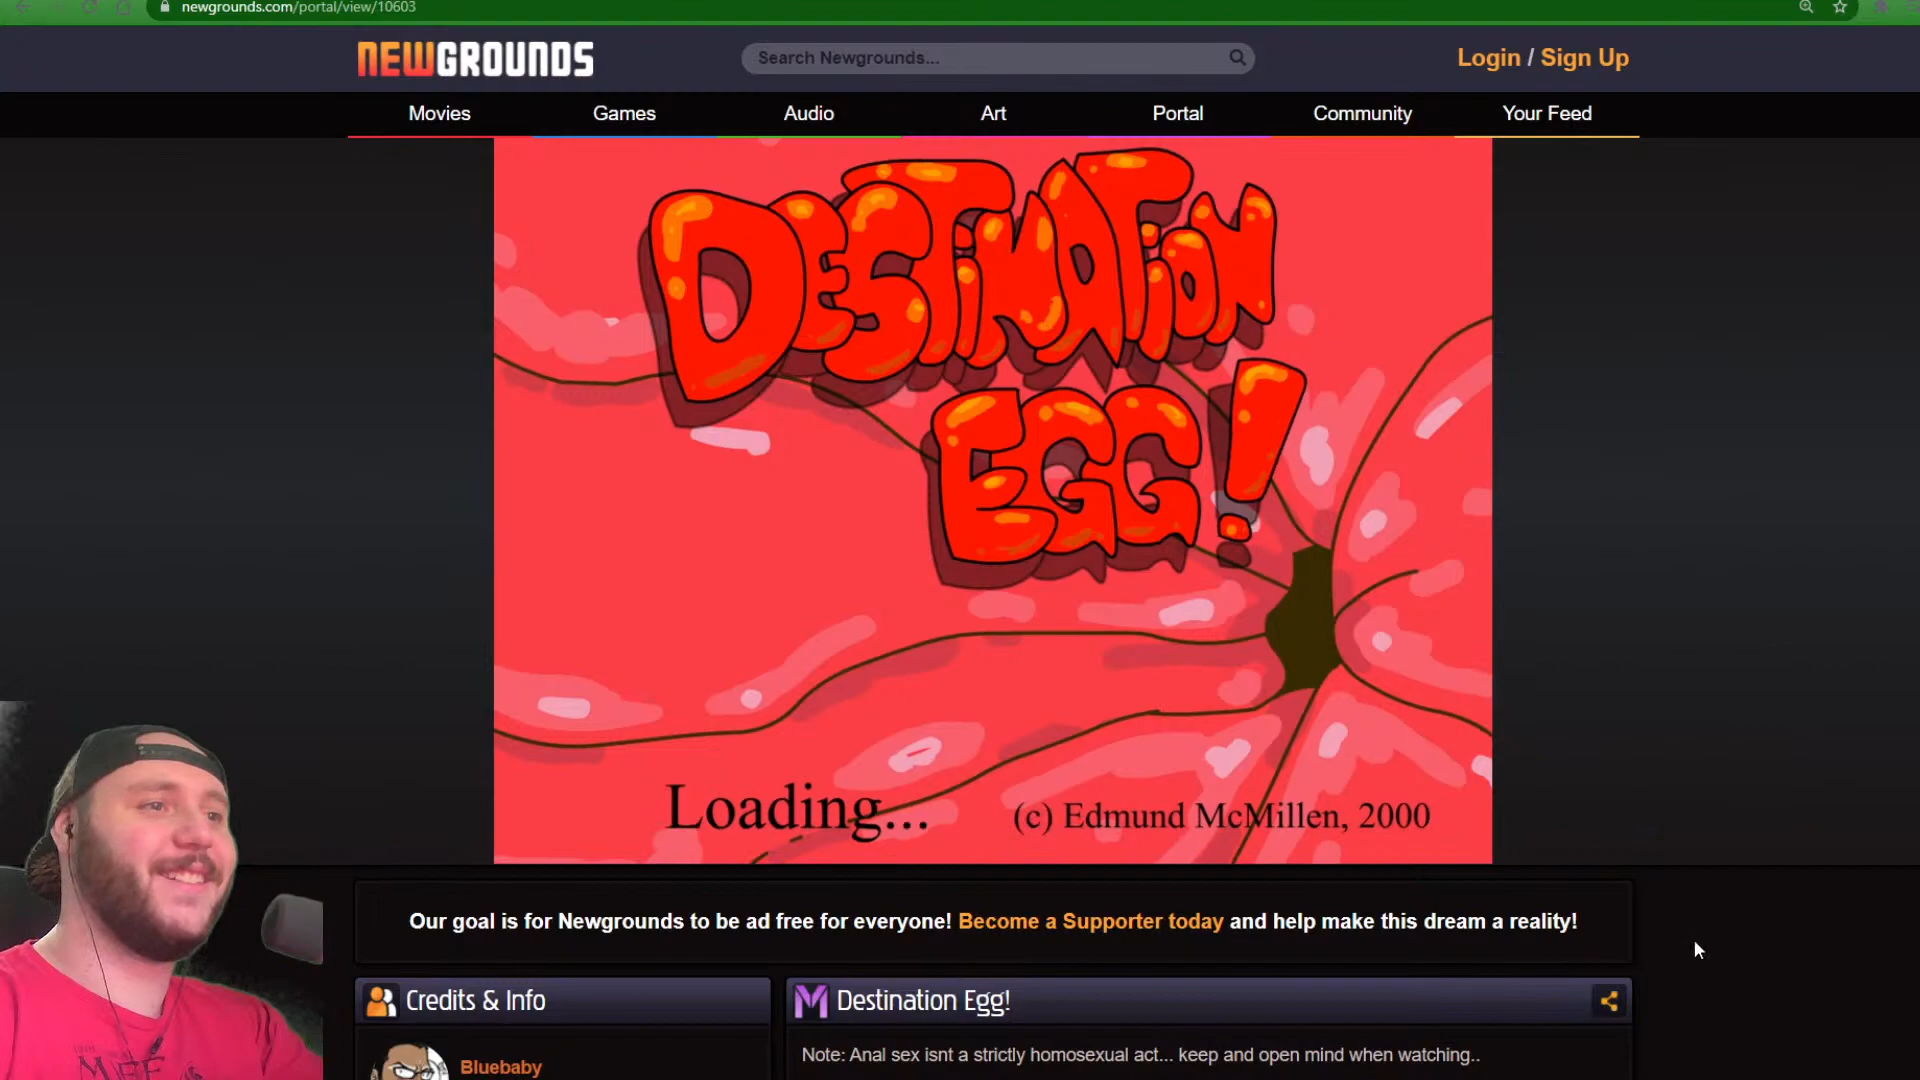 newgrounds.com/portal/view/10603
NEWGROUNDS
Search Newgrounds...
Login / Sign Up
Movies Games Audio Art Portal Community Your Feed
DESTINATION
EGG!
Loading...
(c) Edmund McMillen, 2000
Our goal is for Newgrounds to be ad free for everyone! Become a Supporter today and help make this dream a reality!
Credits & Info
Destination Egg!
Bluebaby
Note: Anal sex isnt a strictly homosexual act... keep and open mind when watching..